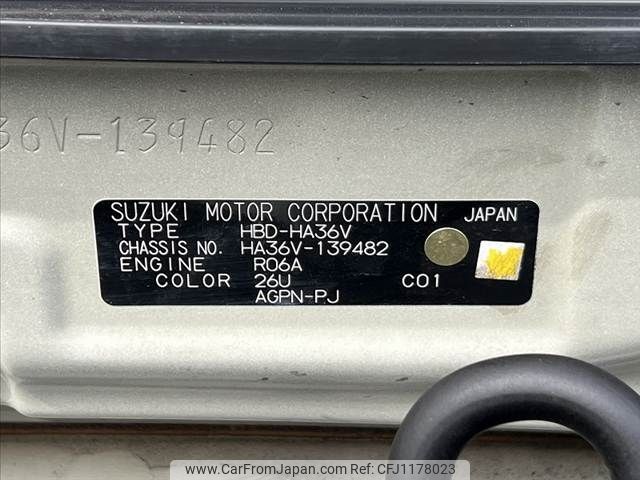 36V-139482
SUZUKI MOTOR CORPORATION JAPAN
TYPE HBD-HA36V
CHASSIS NO. HA36V-139482
ENGINE R06A
COLOR 26U C01
AGPN-PJ
www.CarFromJapan.com - CFJ1178023